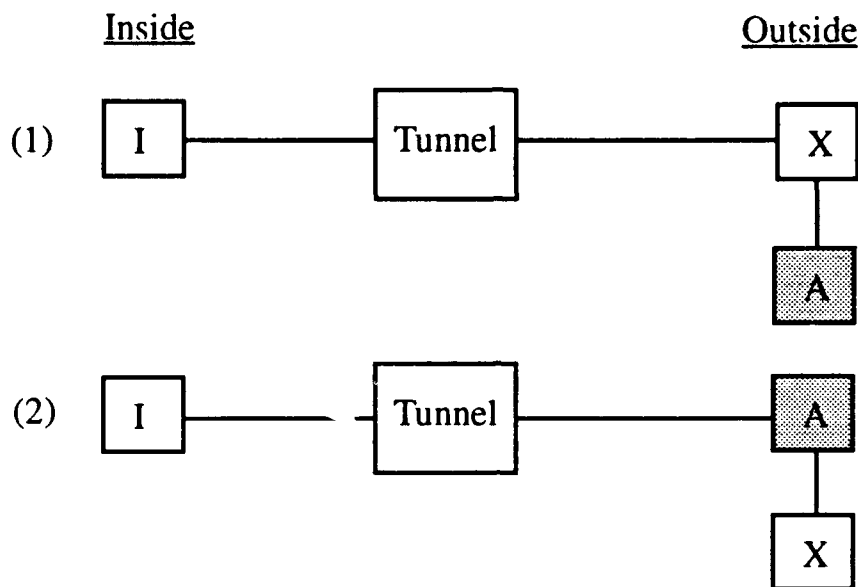 Inside Outside
(1) I Tunnel X
A
(2) I Tunnel A
X